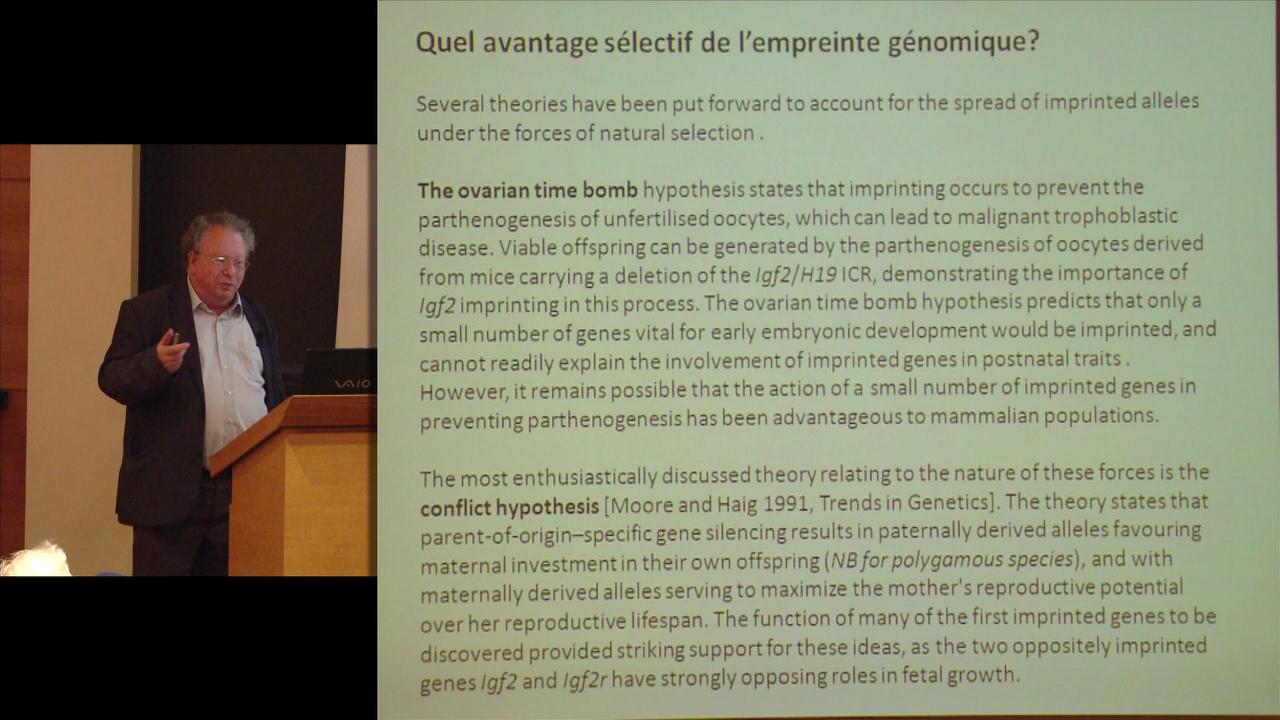 Quel avantage sélectif de l'empreinte génomique?
Several theories have been put forward to account for the spread of imprinted alleles
under the forces of natural selection .
The ovarian time bomb hypothesis states that imprinting occurs to prevent the
parthenogenesis of unfertilised oocytes, which can lead to malignant trophoblastic
disease. Viable offspring can be generated by the parthenogenesis of oocytes derived
from mice carrying a deletion of the Igf2/H19 ICR, demonstrating the importance of
Igf2 imprinting in this process. The ovarian time bomb hypothesis predicts that only a
small number of genes vital for early embryonic development would be imprinted, and
cannot readily explain the involvement of imprinted genes in postnatal traits .
However, it remains possible that the action of a small number of imprinted genes in
preventing parthenogenesis has been advantageous to mammalian populations.
The most enthusiastically discussed theory relating to the nature of these forces is the
conflict hypothesis [Moore and Haig 1991, Trends in Genetics]. The theory states that
parent-of-origin–specific gene silencing results in paternally derived alleles favouring
maternal investment in their own offspring (NB for polygamous species), and with
maternally derived alleles serving to maximize the mother's reproductive potential
over her reproductive lifespan. The function of many of the first imprinted genes to be
discovered provided striking support for these ideas, as the two oppositely imprinted
genes Igf2 and Igf2r have strongly opposing roles in fetal growth.
VAIO